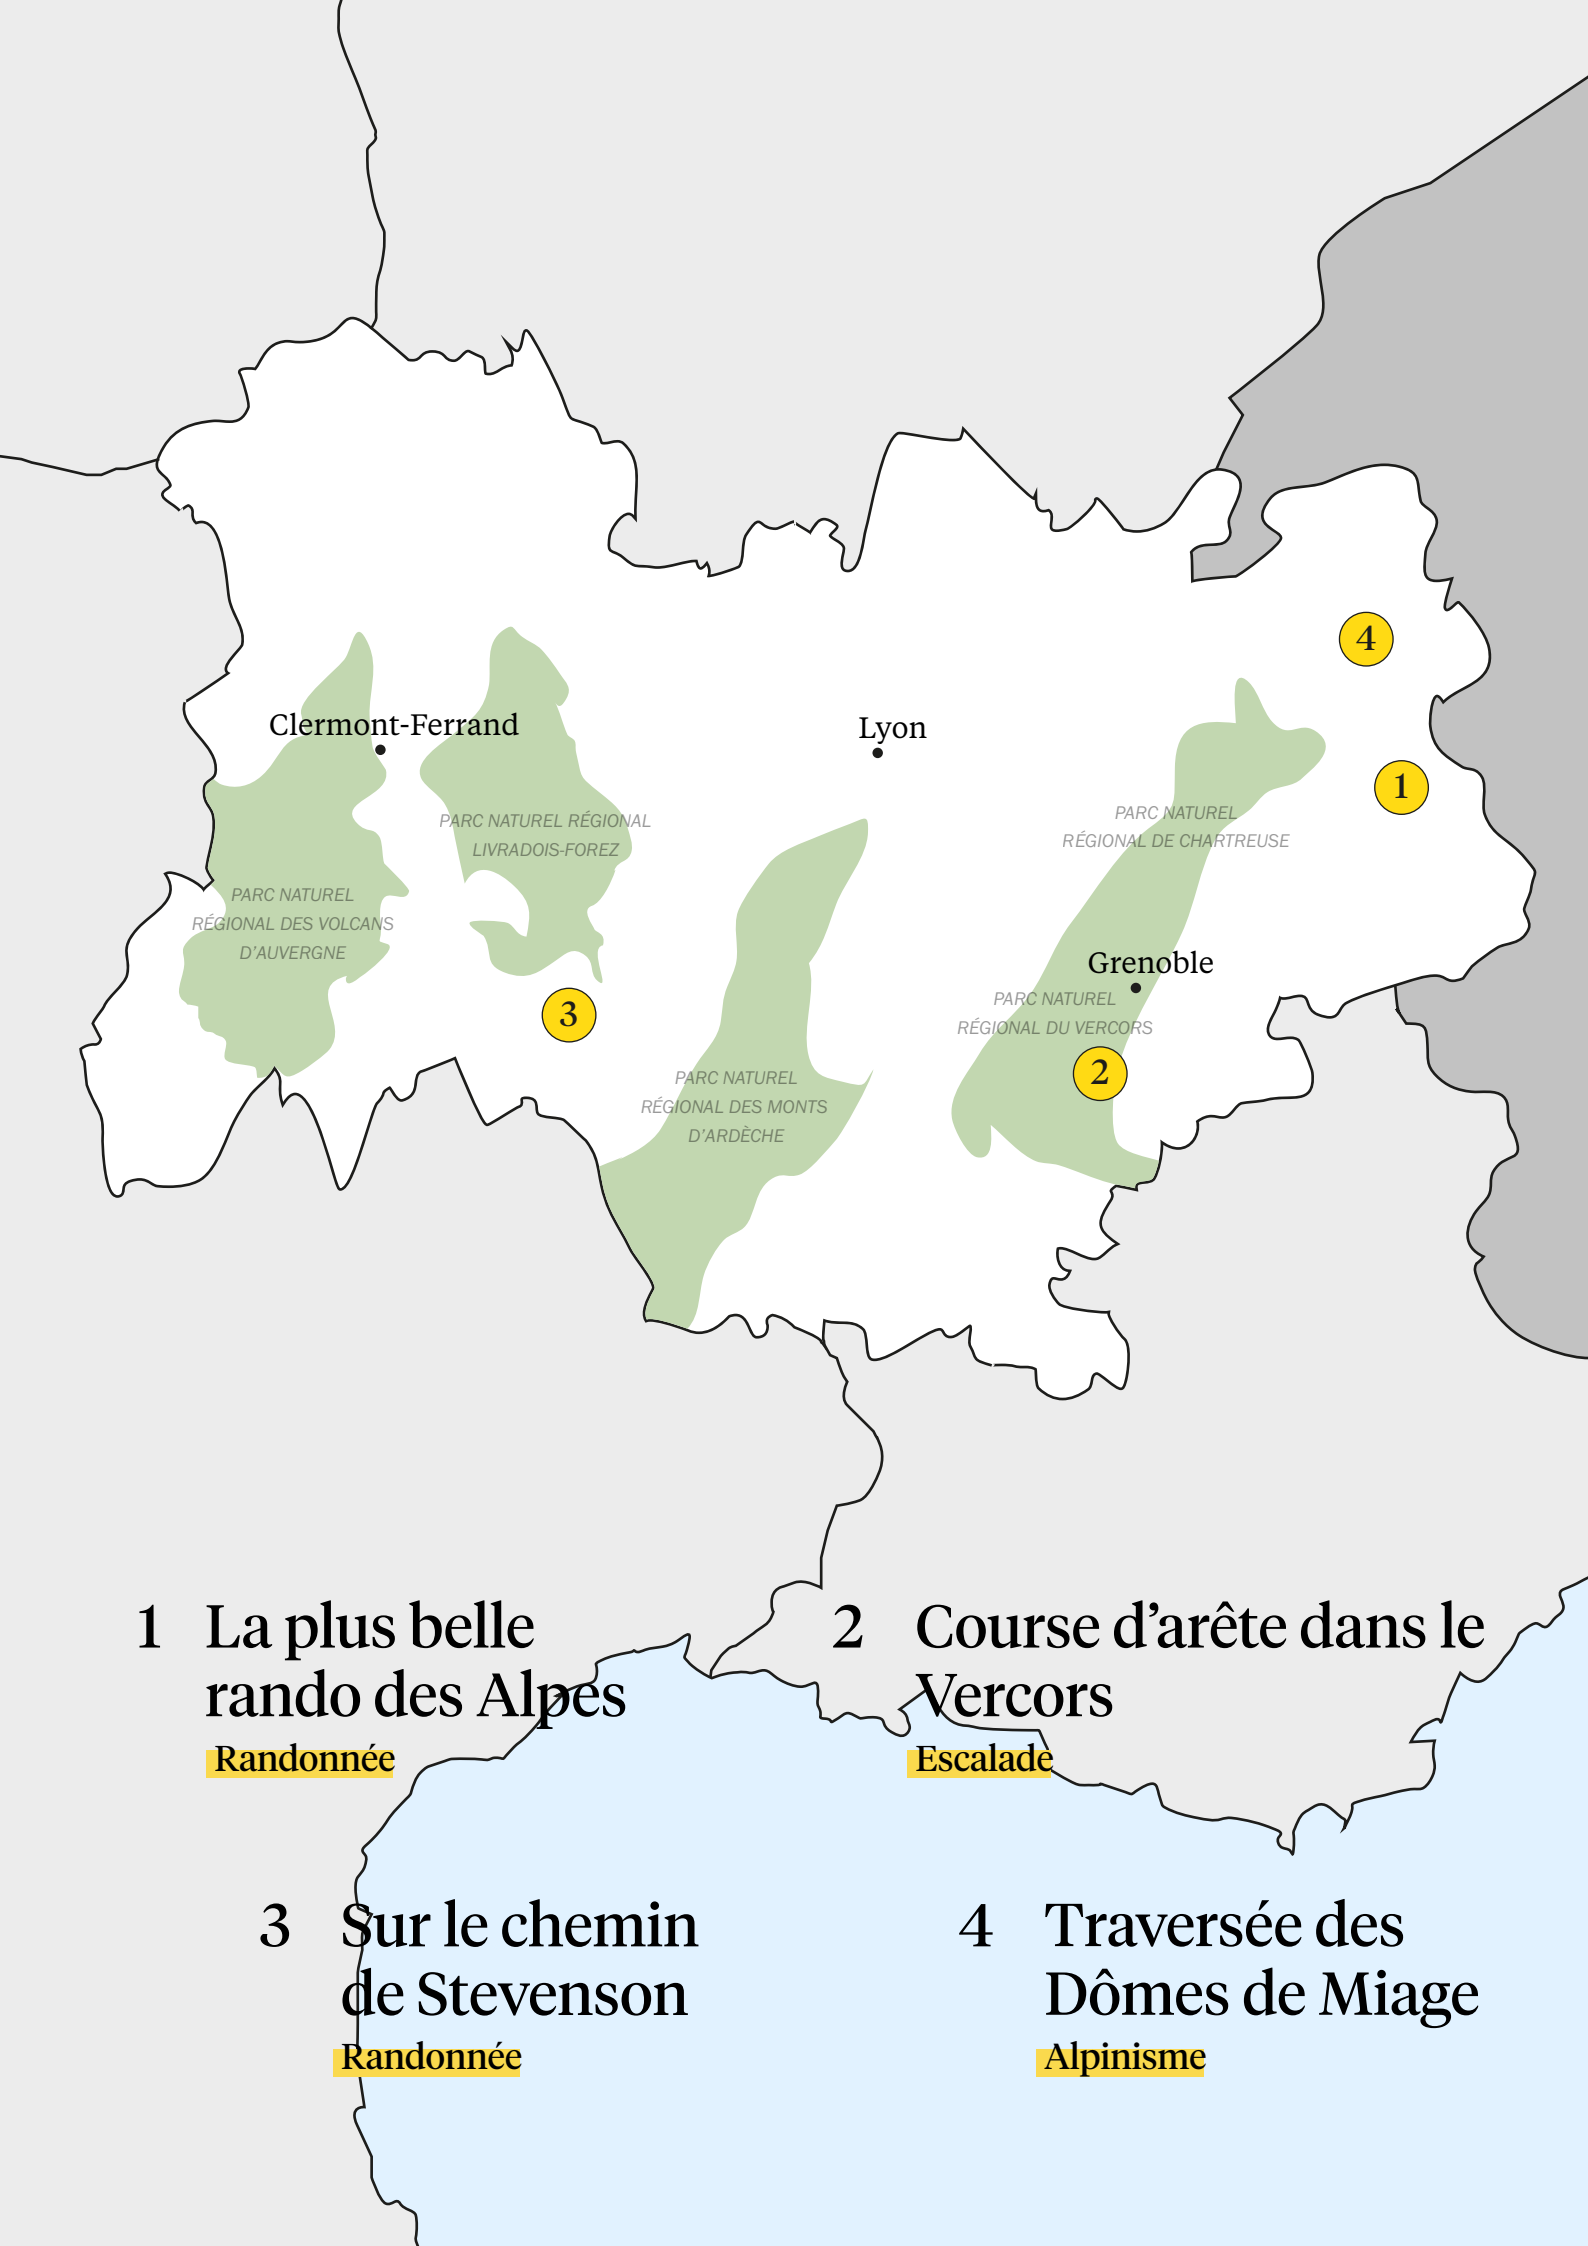 4
Clermont-Ferrand
Lyon
1
PARC NATUREL
RÉGIONAL DE CHARTREUSE
PARC NATUREL RÉGIONAL
LIVRADOIS-FOREZ
PARC NATUREL
RÉGIONAL DES VOLCANS
D’AUVERGNE
Grenoble
PARC NATUREL
RÉGIONAL DU VERCORS
3
2
PARC NATUREL
RÉGIONAL DES MONTS
D’ARDÈCHE
1 La plus belle
rando des Alpes
Randonnée
2 Course d’arête dans le
Vercors
Escalade
3 Sur le chemin
de Stevenson
Randonnée
4 Traversée des
Dômes de Miage
Alpinisme